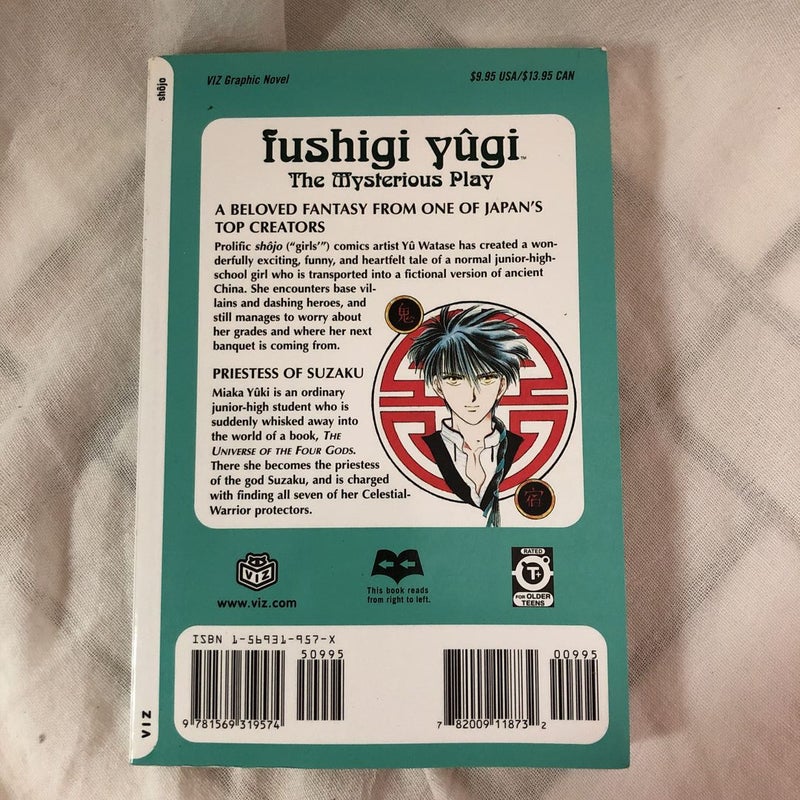 shôjo
VIZ Graphic Novel
$9.95 USA/$13.95 CAN
fushigi yûgi™
The Mysterious Play
A BELOVED FANTASY FROM ONE OF JAPAN'S
TOP CREATORS
Prolific shôjo ("girls'") comics artist Yû Watase has created a won-
derfully exciting, funny, and heartfelt tale of a normal junior-high-
school girl who is transported into a fictional version of ancient
China. She encounters base vil-
lains and dashing heroes, and
still manages to worry about
her grades and where her next
banquet is coming from.
鬼
PRIESTESS OF SUZAKU
Miaka Yûki is an ordinary
junior-high student who is
suddenly whisked away into
the world of a book, THE
UNIVERSE OF THE FOUR GODS.
There she becomes the priestess
of the god Suzaku, and is charged
with finding all seven of her Celestial-
Warrior protectors.
宿
VIZ
www.viz.com
This book reads
from right to left.
RATED
T+
FOR OLDER
TEENS
ISBN 1-56931-957-X
50995
9 781569 319574
00995
7 82009 11873 2
VIZ